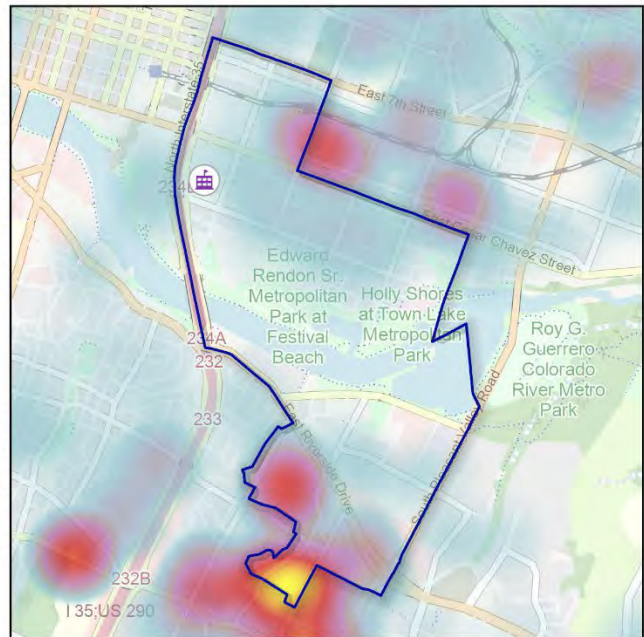 East 7th Street
North Interstate 35
East Cesar Chavez Street
Edward
Rendon Sr.
Metropolitan
Park at
Festival
Beach
Holly Shores
at Town Lake
Metropolitan
Park
Roy G.
Guerrero
Colorado
River Metro
Park
234A
232
233
East Riverside Drive
South Pleasant Valley Road
232B
I 35;US 290